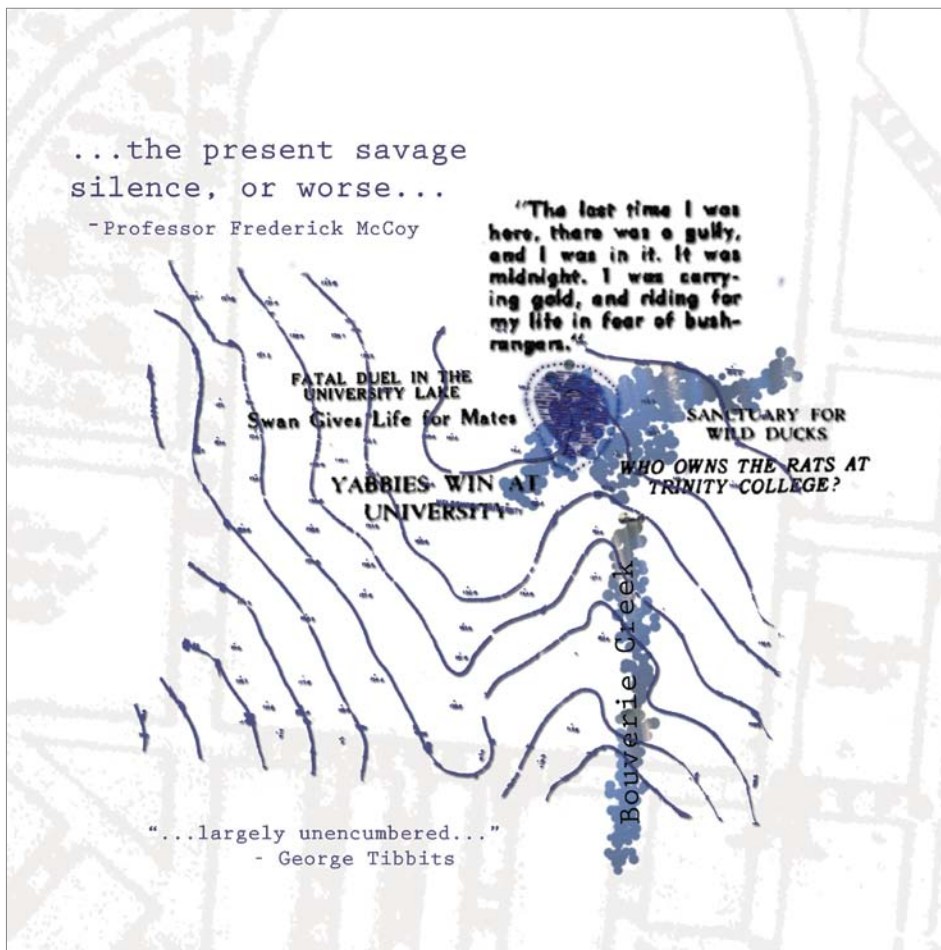 ...the present savage
silence, or worse...
-Professor Frederick McCoy
"The last time I was
here, there was a gully,
and I was in it. It was
midnight. I was carry-
ing gold, and riding for
my life in fear of bush-
rangers."
FATAL DUEL IN THE
UNIVERSITY LAKE
Swan Gives Life for Mates
SANCTUARY FOR
WILD DUCKS
WHO OWNS THE RATS AT
TRINITY COLLEGE?
YABBIES WIN AT
UNIVERSITY
Bouverie Creek
"...largely unencumbered..."
- George Tibbits